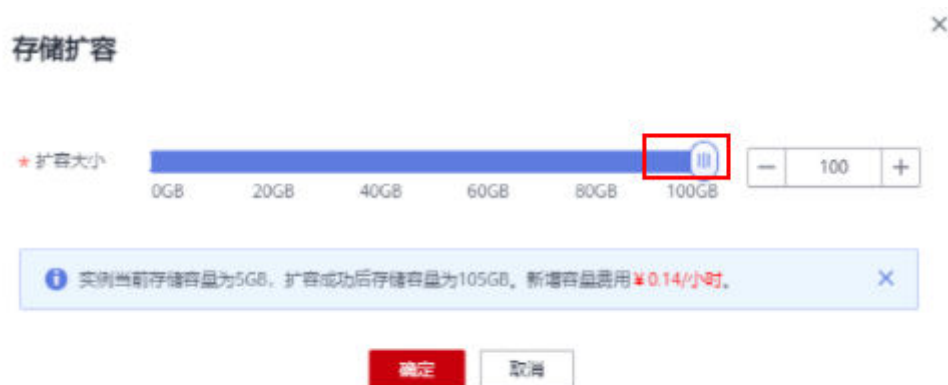 存储扩容
* 扩容大小
— 100 +
0GB 20GB 40GB 60GB 80GB 100GB
实例当前存储容量为5GB，扩容成功后存储容量为105GB。新增容量费用¥0.14/小时。
确定 取消